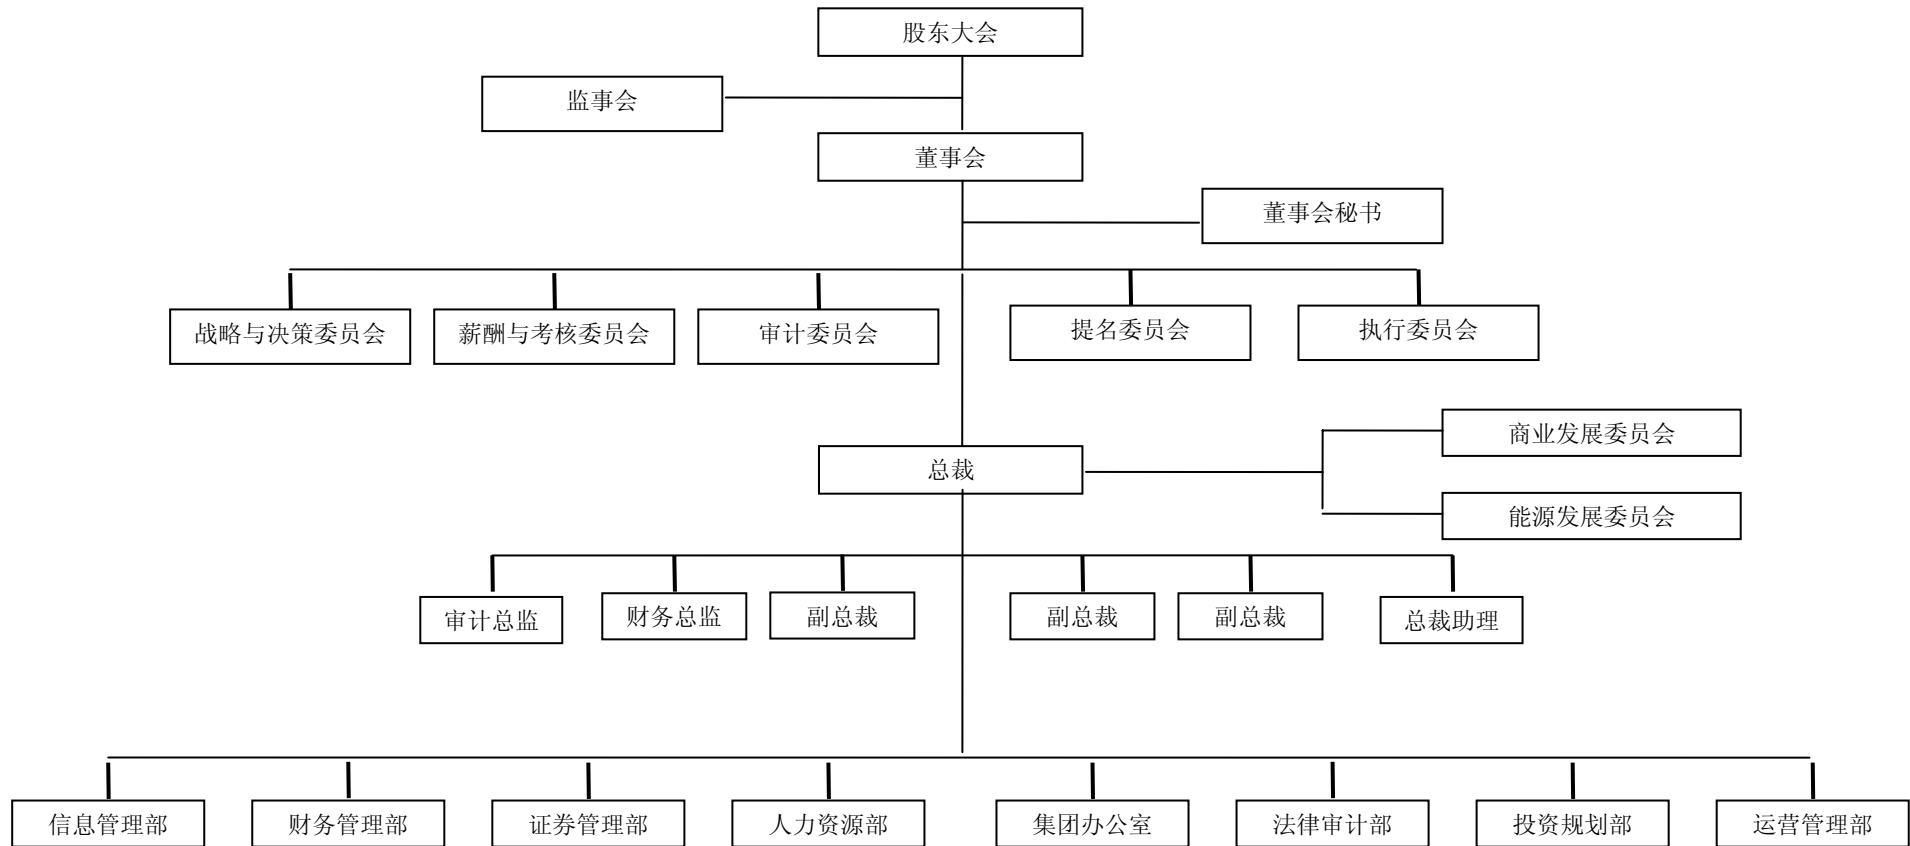 股东大会
监事会
董事会
董事会秘书
战略与决策委员会
薪酬与考核委员会
审计委员会
提名委员会
执行委员会
商业发展委员会
总裁
能源发展委员会
审计总监
财务总监
副总裁
副总裁
副总裁
总裁助理
信息管理部
财务管理部
证券管理部
人力资源部
集团办公室
法律审计部
投资规划部
运营管理部